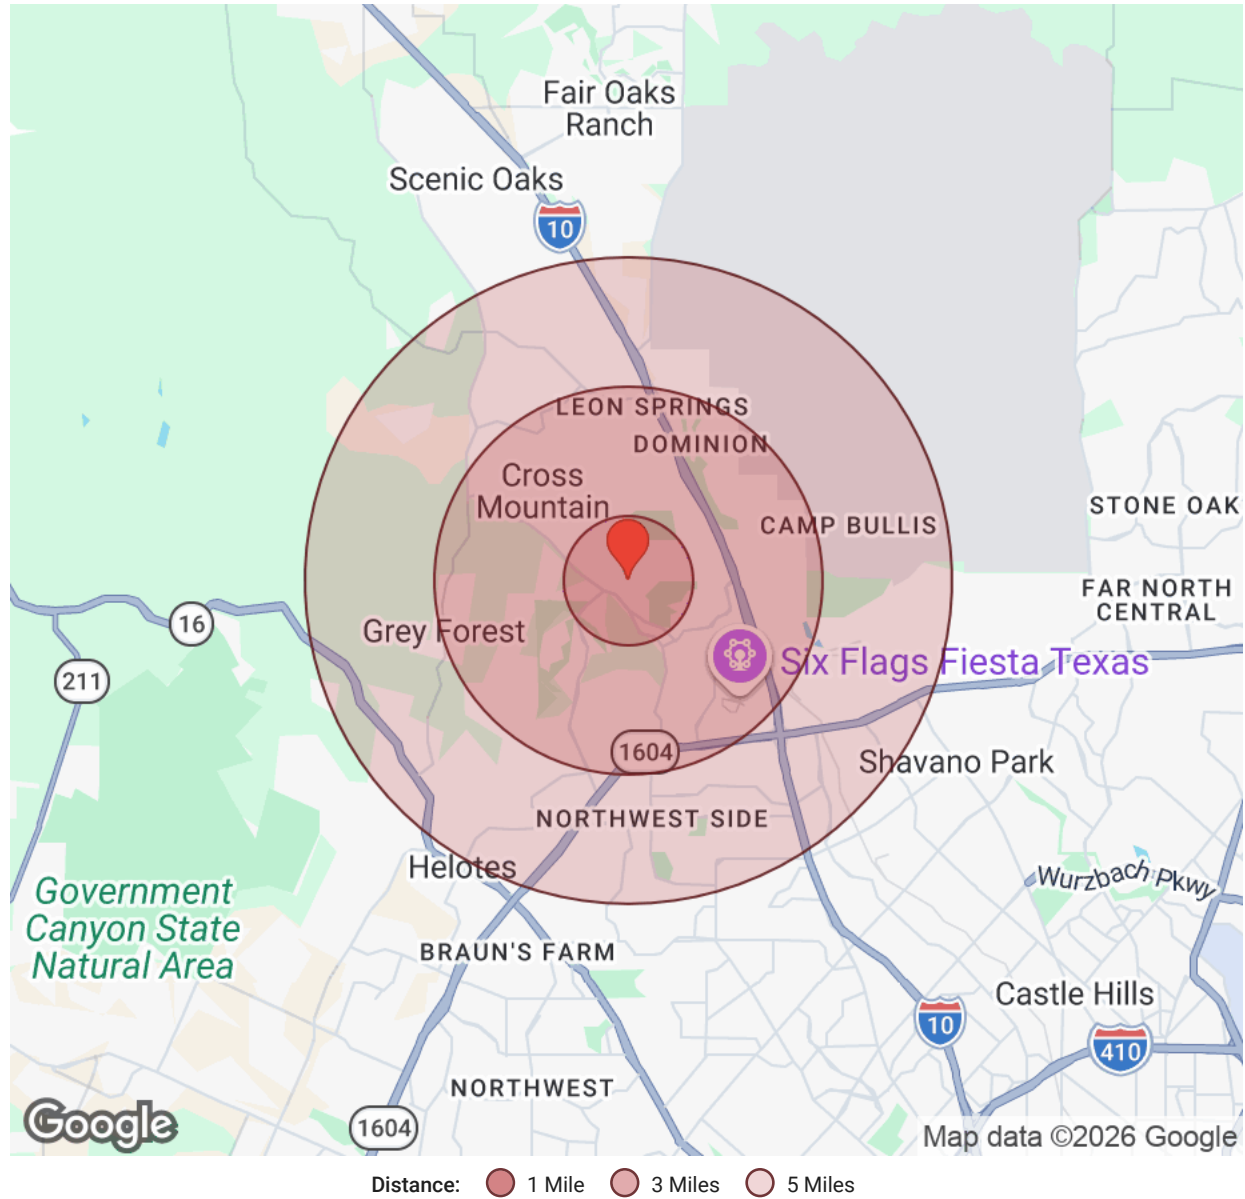 Fair Oaks
Ranch
Scenic Oaks
10
LEON SPRINGS
DOMINION
Cross
Mountain
CAMP BULLIS
STONE OAK
FAR NORTH
CENTRAL
16
Grey Forest
211
Six Flags Fiesta Texas
1604
Shavano Park
NORTHWEST SIDE
Helotes
Wurzbach Pkwy
Government
Canyon State
Natural Area
BRAUN'S FARM
Castle Hills
10
410
NORTHWEST
1604
Google
Map data ©2026 Google
Distance: 1 Mile 3 Miles 5 Miles